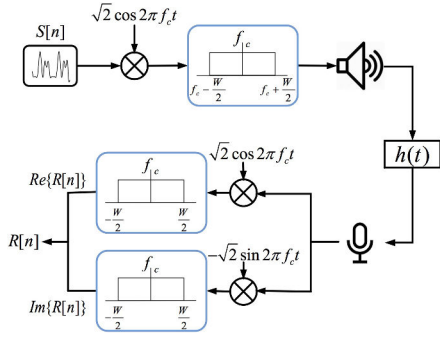 S[n]
√2 cos 2πf_c t
f_c
f_c − W/2
f_c + W/2
h(t)
√2 cos 2πf_c t
Re{R[n]}
f_c
−W/2
W/2
R[n]
−√2 sin 2πf_c t
f_c
−W/2
W/2
Im{R[n]}